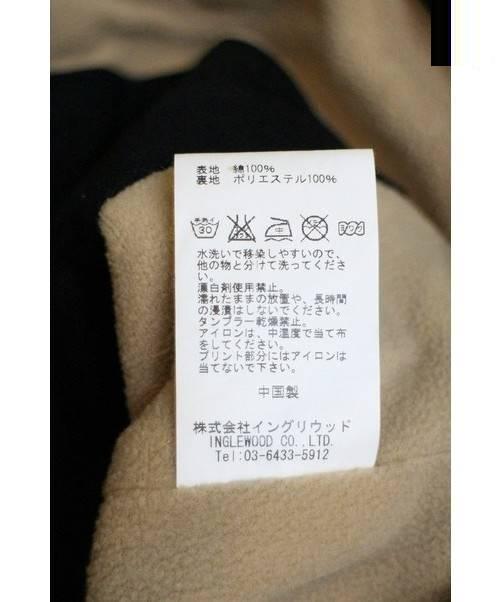 表地　綿100%
裏地　ポリエステル100%
手洗イ
30
中
ヨワク
水洗いで移染しやすいので、
他の物と分けて洗ってくださ
い。
漂白剤使用禁止。
濡れたままの放置や、長時間
の浸漬はしないでください。
タンブラー乾燥禁止。
アイロンは、中温度で当て布
をしてください。
プリント部分にはアイロンは
当てないで下さい。
中国製
株式会社イングリウッド
INGLEWOOD CO.,LTD.
Tel:03-6433-5912